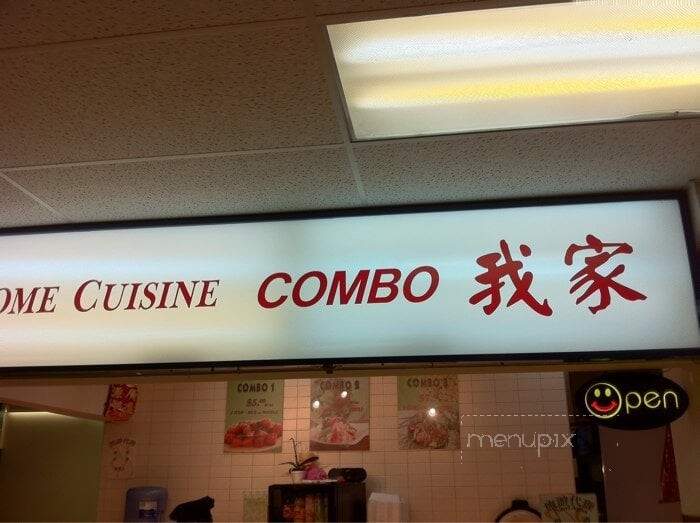 OME CUISINE COMBO 我家
COMBO 1
COMBO 2
COMBO 3
Open
menupix